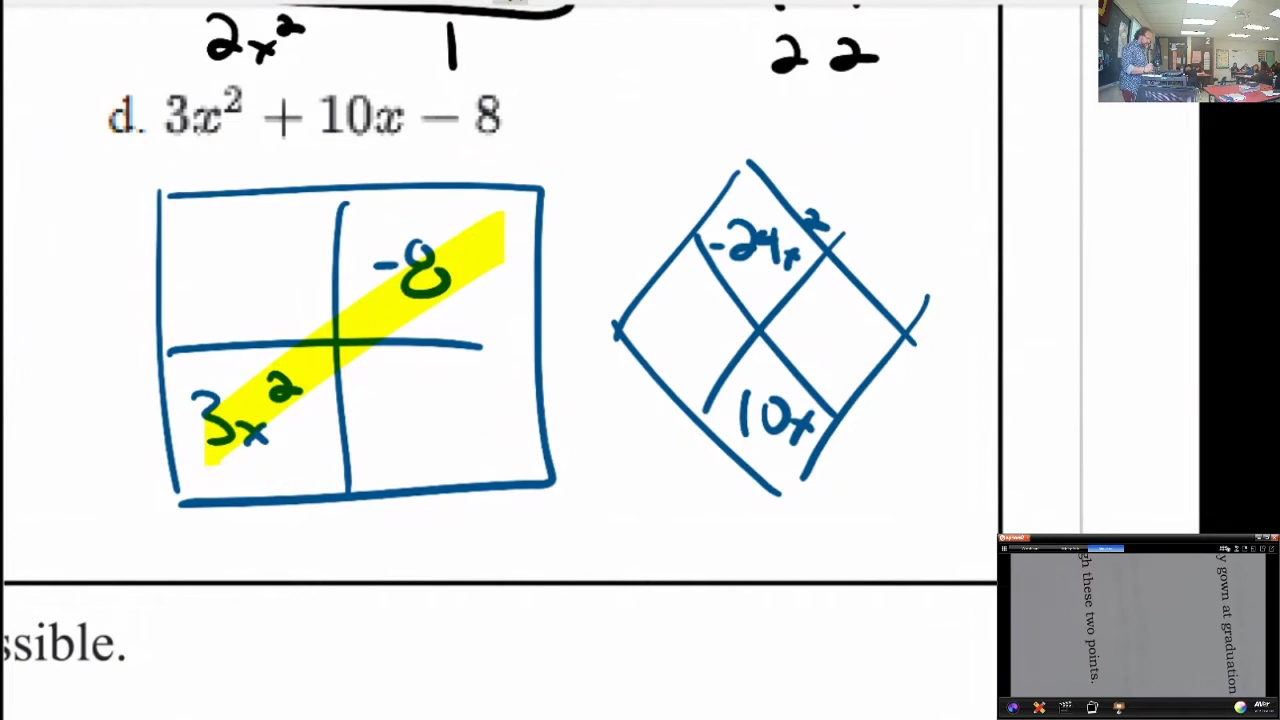 2x² 1 2 2
d. 3x² + 10x − 8
-8
-24x²
3x²
10x
ssible.
gh these two points.
y gown at graduation